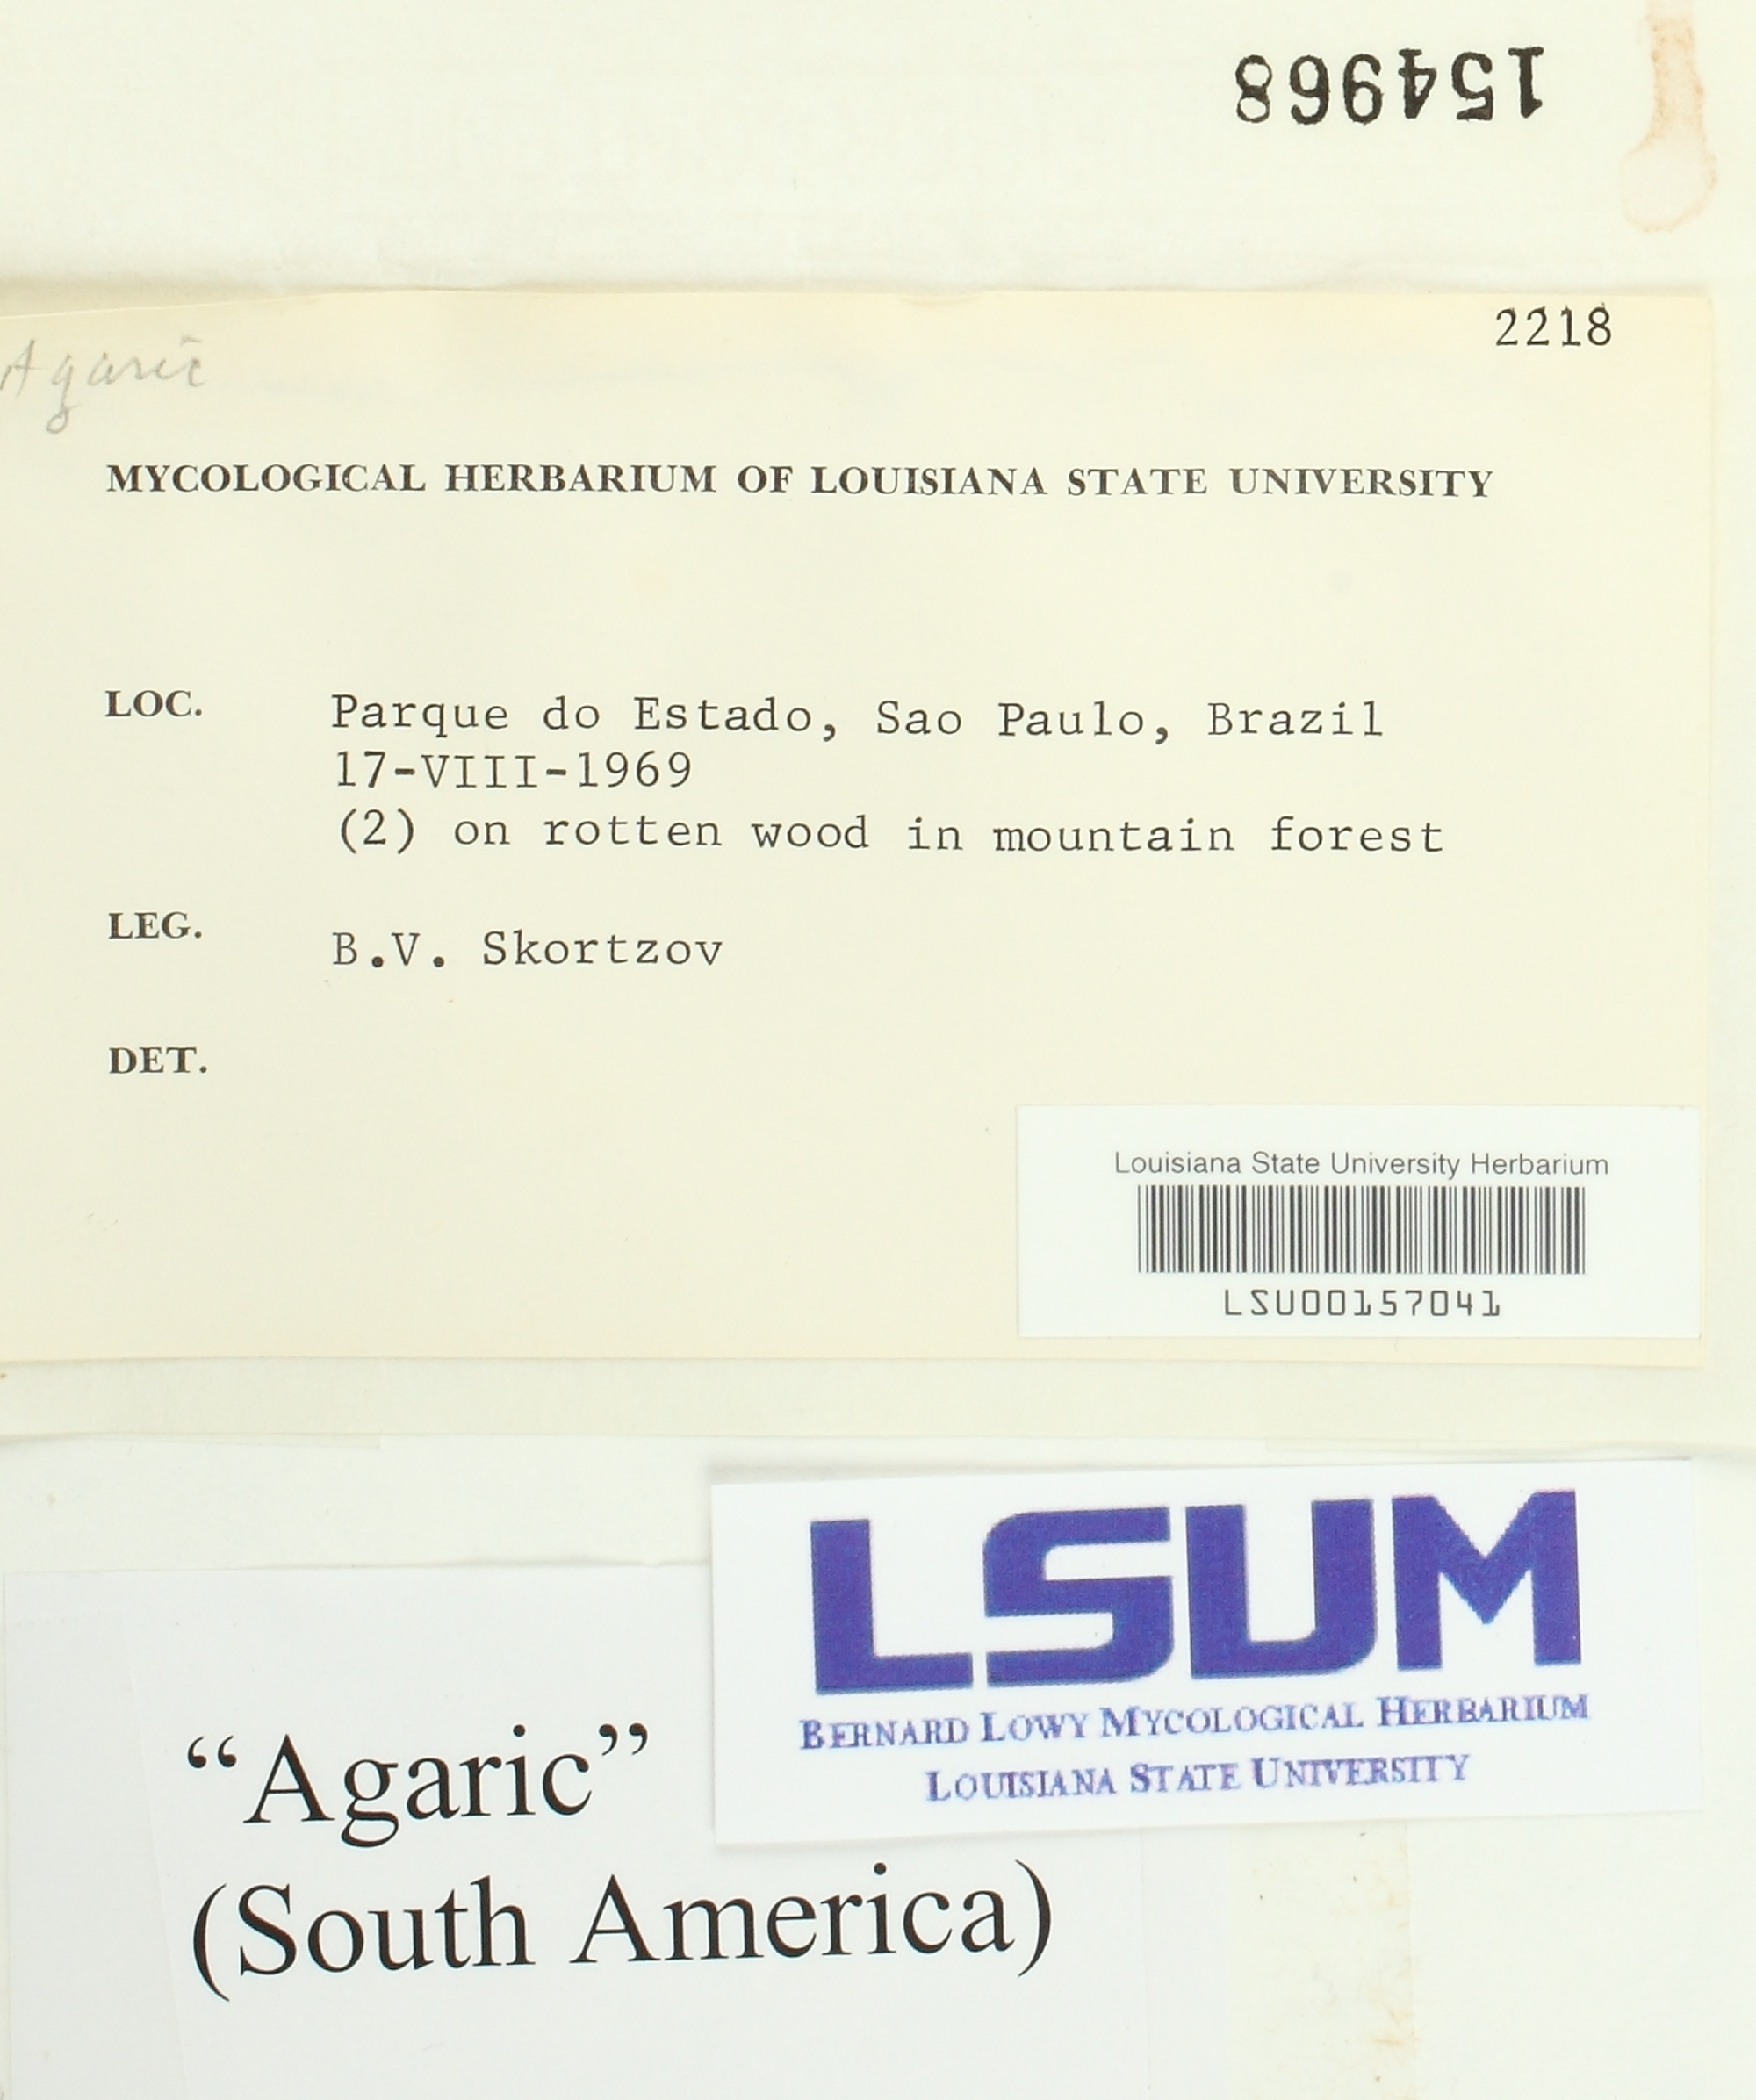 154968
2218
Agaric
MYCOLOGICAL HERBARIUM OF LOUISIANA STATE UNIVERSITY
LOC. Parque do Estado, Sao Paulo, Brazil
17-VIII-1969
(2) on rotten wood in mountain forest
LEG. B.V. Skortzov
DET.
Louisiana State University Herbarium
LSU00157041
LSUM
BERNARD LOWY MYCOLOGICAL HERBARIUM
LOUISIANA STATE UNIVERSITY
“Agaric”
(South America)